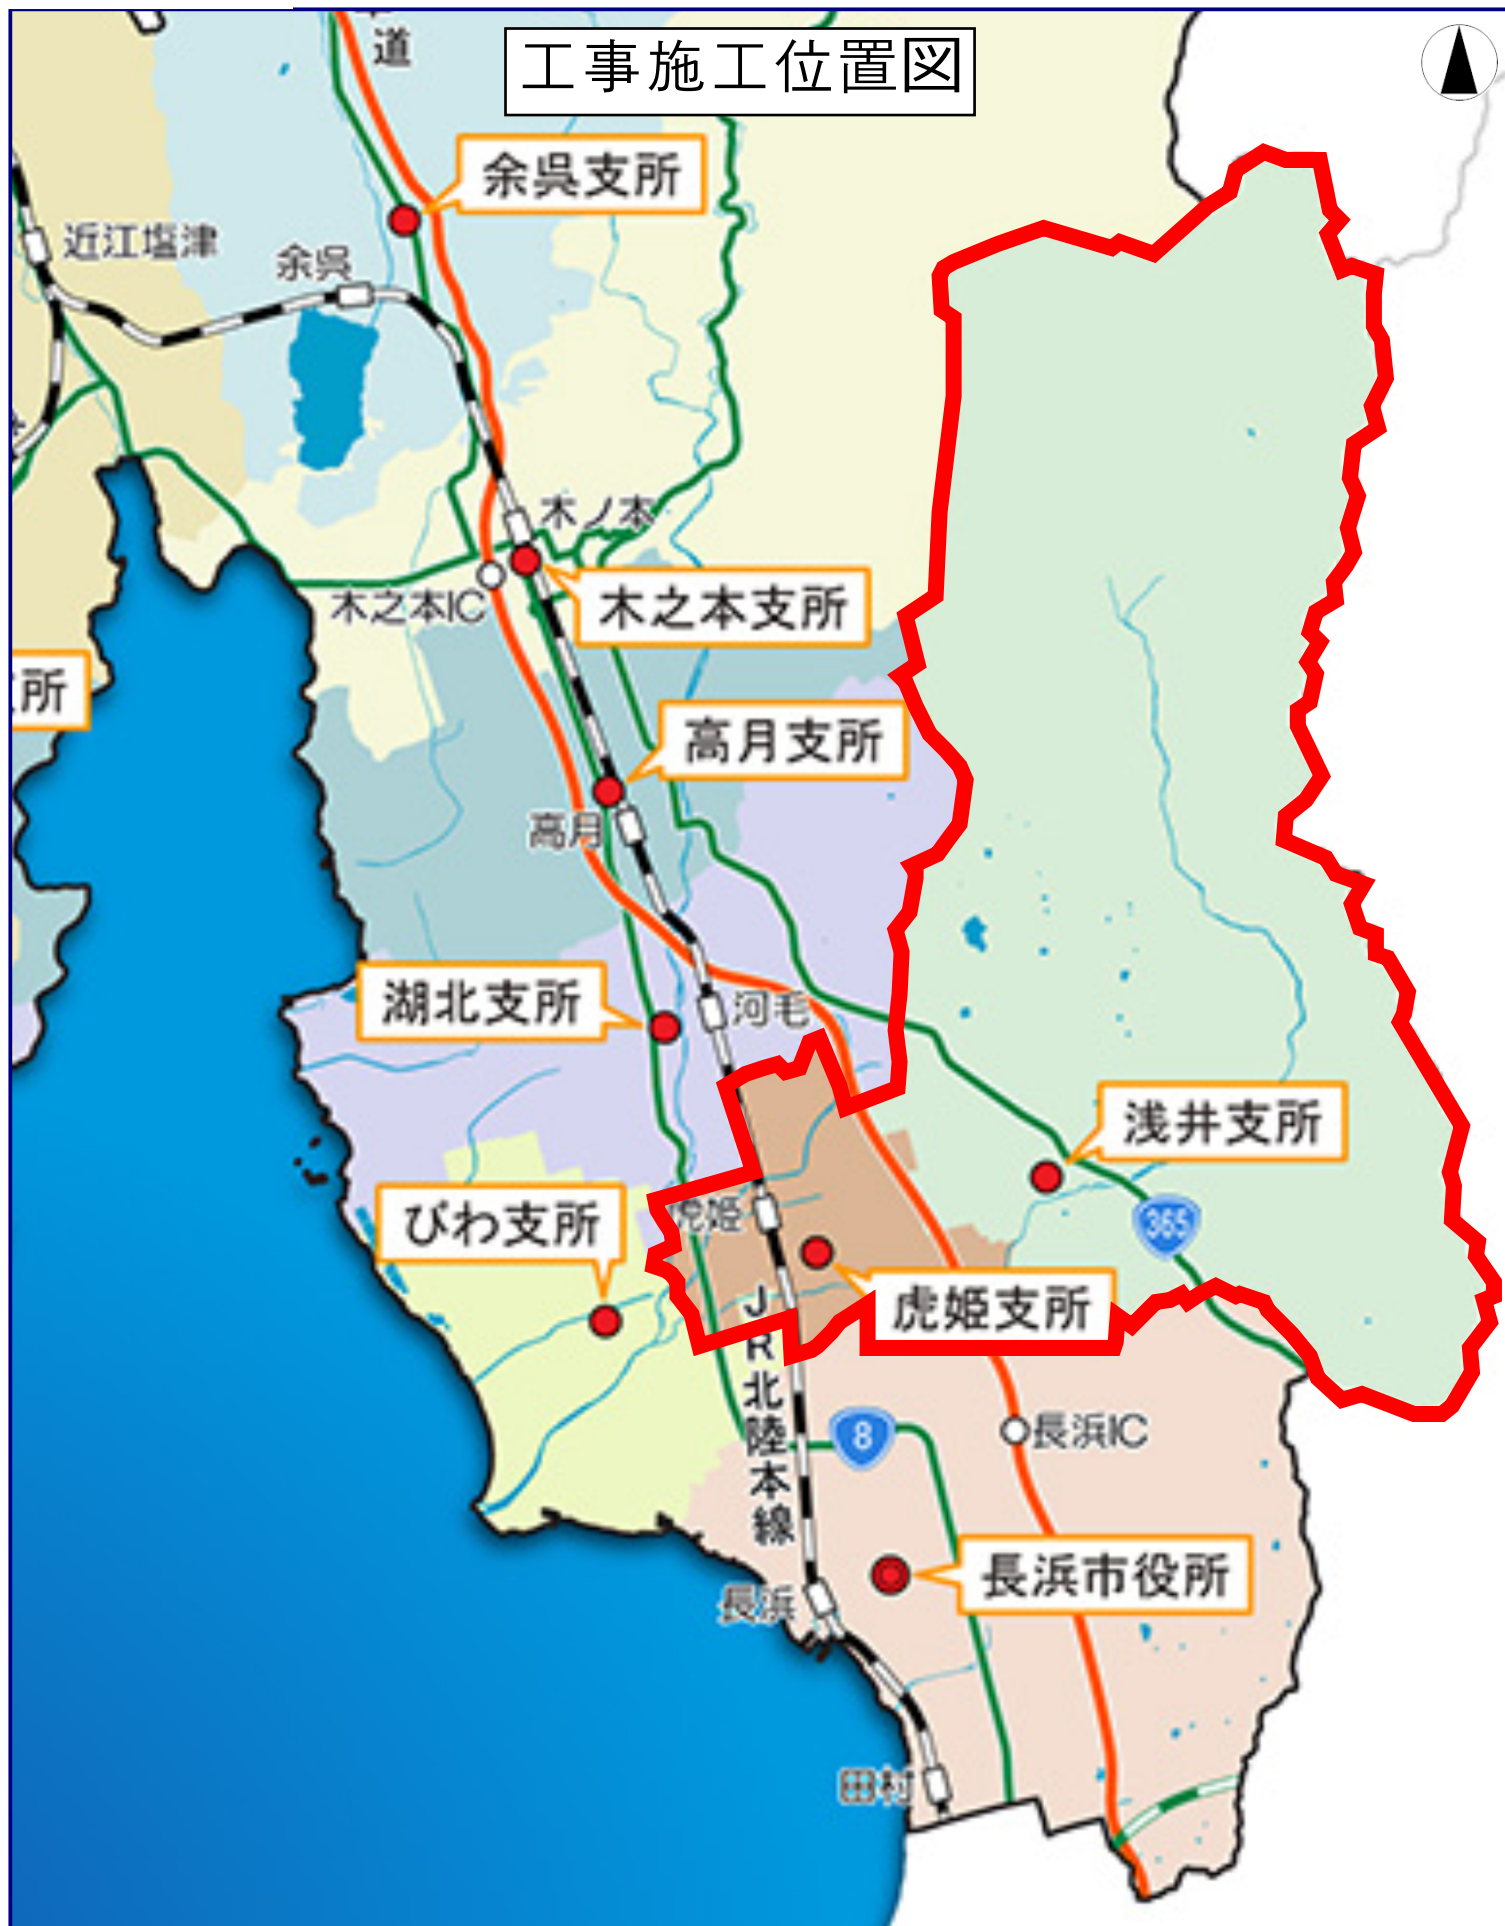 工事施工位置図
道
余呉支所
近江塩津
余呉
木ノ本
木之本IC
木之本支所
所
高月支所
高月
湖北支所
河毛
浅井支所
びわ支所
虎姫
365
虎姫支所
JR北陸本線
8
長浜IC
長浜市役所
長浜
田村